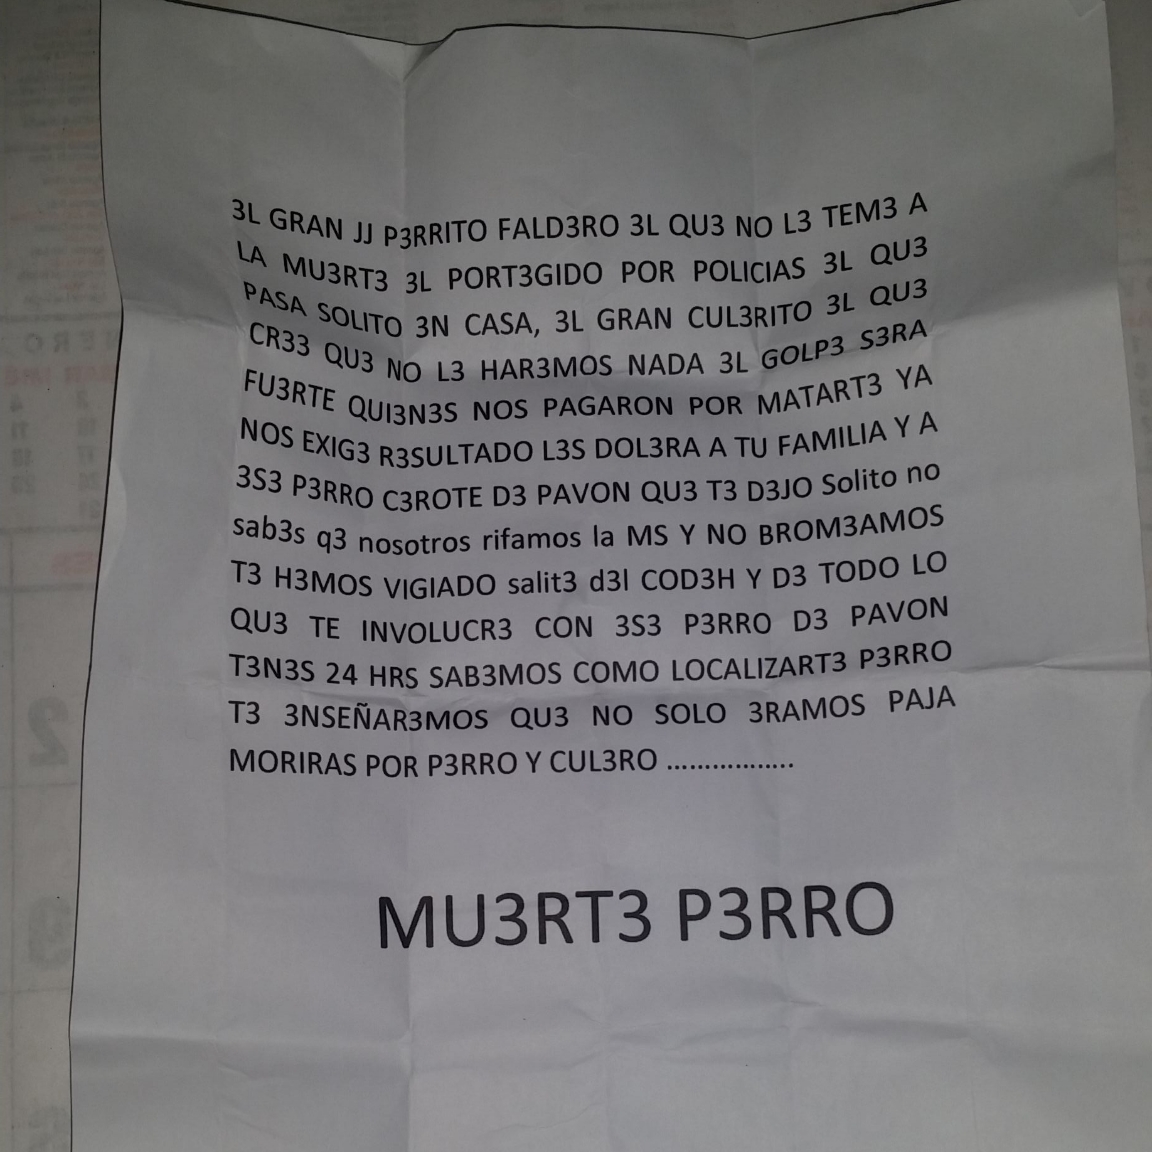 3L GRAN JJ P3RRITO FALD3RO 3L QU3 NO L3 TEM3 A
LA MU3RT3 3L PORT3GIDO POR POLICIAS 3L QU3
PASA SOLITO 3N CASA, 3L GRAN CUL3RITO 3L QU3
CR33 QU3 NO L3 HAR3MOS NADA 3L GOLP3 S3RA
FU3RTE QUI3N3S NOS PAGARON POR MATART3 YA
NOS EXIG3 R3SULTADO L3S DOL3RA A TU FAMILIA Y A
3S3 P3RRO C3ROTE D3 PAVON QU3 T3 D3JO Solito no
sab3s q3 nosotros rifamos la MS Y NO BROM3AMOS
T3 H3MOS VIGIADO salit3 d3l COD3H Y D3 TODO LO
QU3 TE INVOLUCR3 CON 3S3 P3RRO D3 PAVON
T3N3S 24 HRS SAB3MOS COMO LOCALIZART3 P3RRO
T3 3NSEÑAR3MOS QU3 NO SOLO 3RAMOS PAJA
MORIRAS POR P3RRO Y CUL3RO .................
MU3RT3 P3RRO